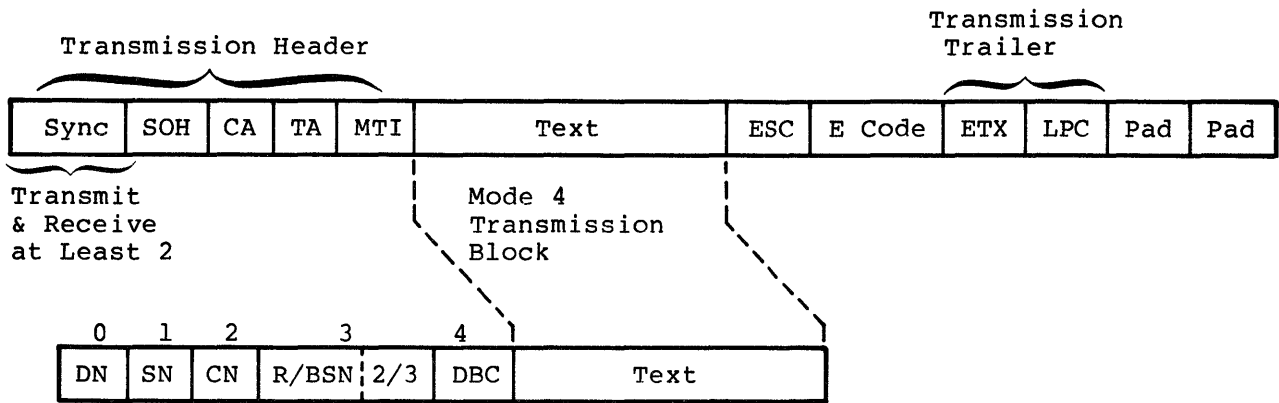 Transmission
Trailer
Transmission Header
Sync SOH CA TA MTI Text ESC E Code ETX LPC Pad Pad
Transmit
& Receive
at Least 2
Mode 4
Transmission
Block
0 1 2 3 4
DN SN CN R/BSN 2/3 DBC Text